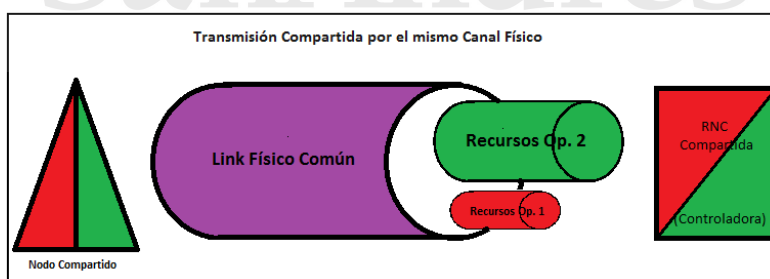 Transmisión Compartida por el mismo Canal Físico
Link Físico Común
Recursos Op. 2
Recursos Op. 1
RNC
Compartida
(Controladora)
Nodo Compartido